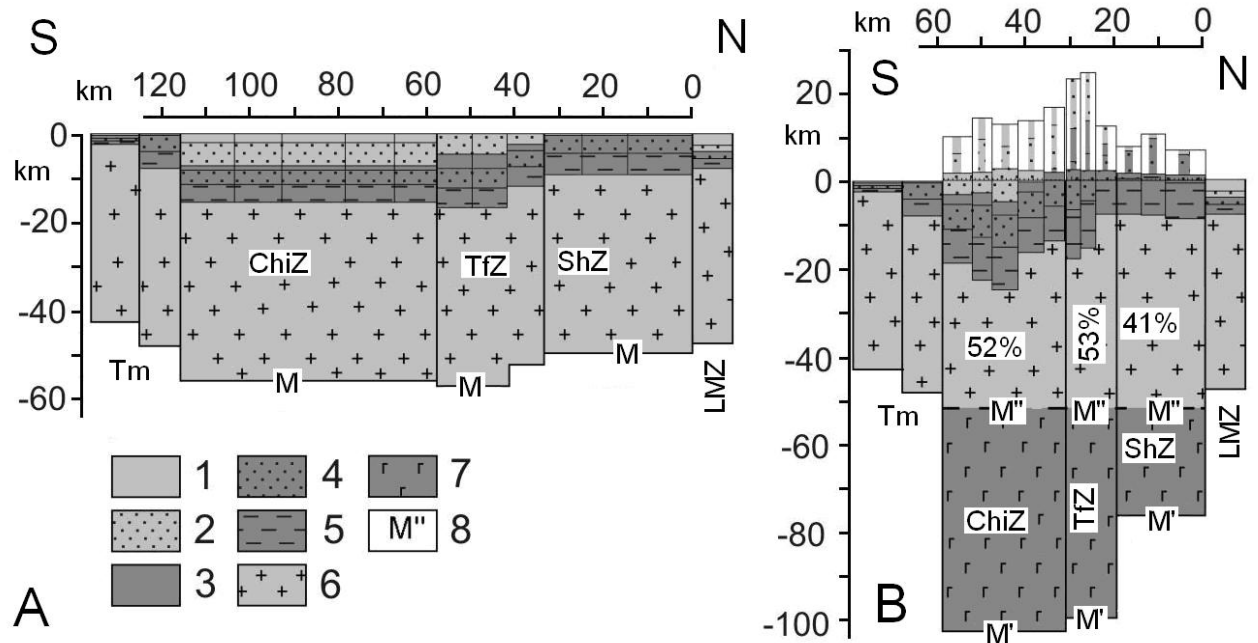 S N
km 120 100 80 60 40 20 0
0
km
-20
-40
-60
ChiZ TfZ ShZ
M M M
Tm LMZ
1 4 7
2 5 M" 8
3 6
A
km 60 40 20 0
S N
20
km
0
-20
-40
-60
-80
-100
52% 53% 41%
M" M" M"
Tm LMZ
ChiZ TfZ ShZ
M' M' M'
B